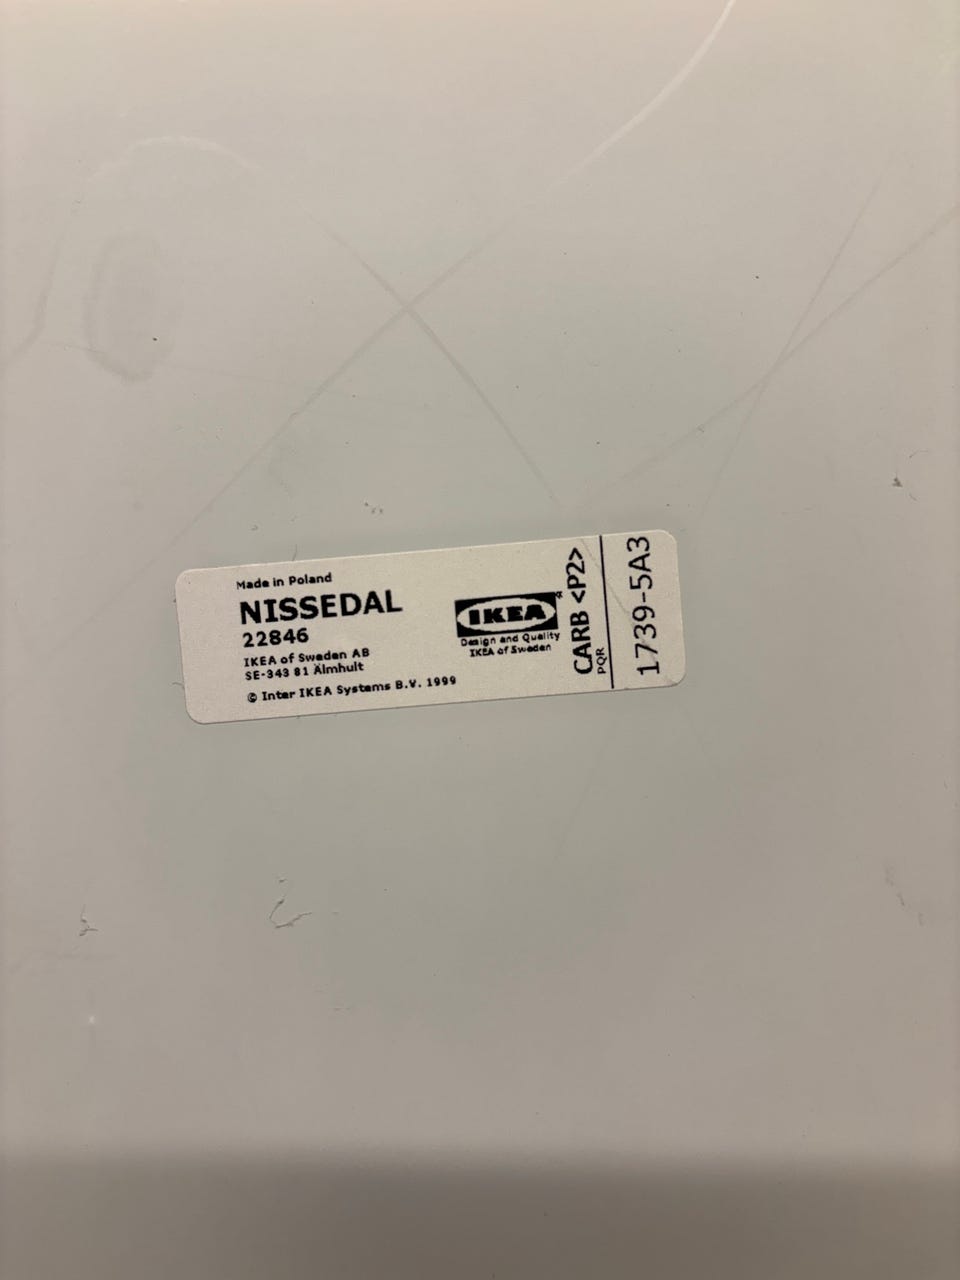 Made in Poland
NISSEDAL
22846
IKEA of Sweden AB
SE-343 81 Älmhult
© Inter IKEA Systems B.V. 1999
IKEA®
Design and Quality
IKEA of Sweden
CARB <P2>
PQR
1739-5A3